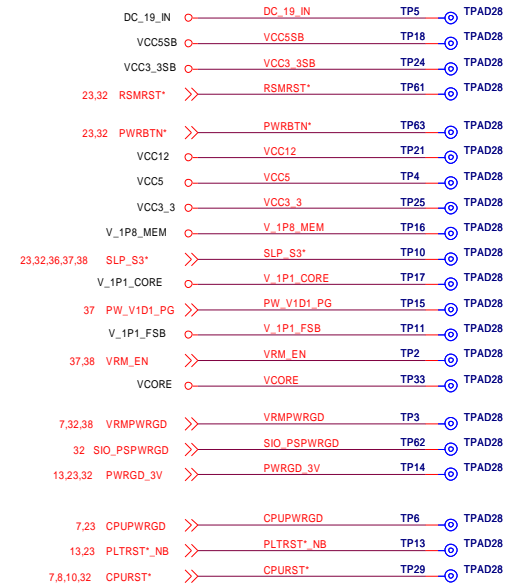 DC_19_IN DC_19_IN TP5 TPAD28
VCC5SB VCC5SB TP18 TPAD28
VCC3_3SB VCC3_3SB TP24 TPAD28
23,32 RSMRST* RSMRST* TP61 TPAD28
23,32 PWRBTN* PWRBTN* TP63 TPAD28
VCC12 VCC12 TP21 TPAD28
VCC5 VCC5 TP4 TPAD28
VCC3_3 VCC3_3 TP25 TPAD28
V_1P8_MEM V_1P8_MEM TP16 TPAD28
23,32,36,37,38 SLP_S3* SLP_S3* TP10 TPAD28
V_1P1_CORE V_1P1_CORE TP17 TPAD28
37 PW_V1D1_PG PW_V1D1_PG TP15 TPAD28
V_1P1_FSB V_1P1_FSB TP11 TPAD28
37,38 VRM_EN VRM_EN TP2 TPAD28
VCORE VCORE TP33 TPAD28
7,32,38 VRMPWRGD VRMPWRGD TP3 TPAD28
32 SIO_PSPWRGD SIO_PSPWRGD TP62 TPAD28
13,23,32 PWRGD_3V PWRGD_3V TP14 TPAD28
7,23 CPUPWRGD CPUPWRGD TP6 TPAD28
13,23 PLTRST*_NB PLTRST*_NB TP13 TPAD28
7,8,10,32 CPURST* CPURST* TP29 TPAD28